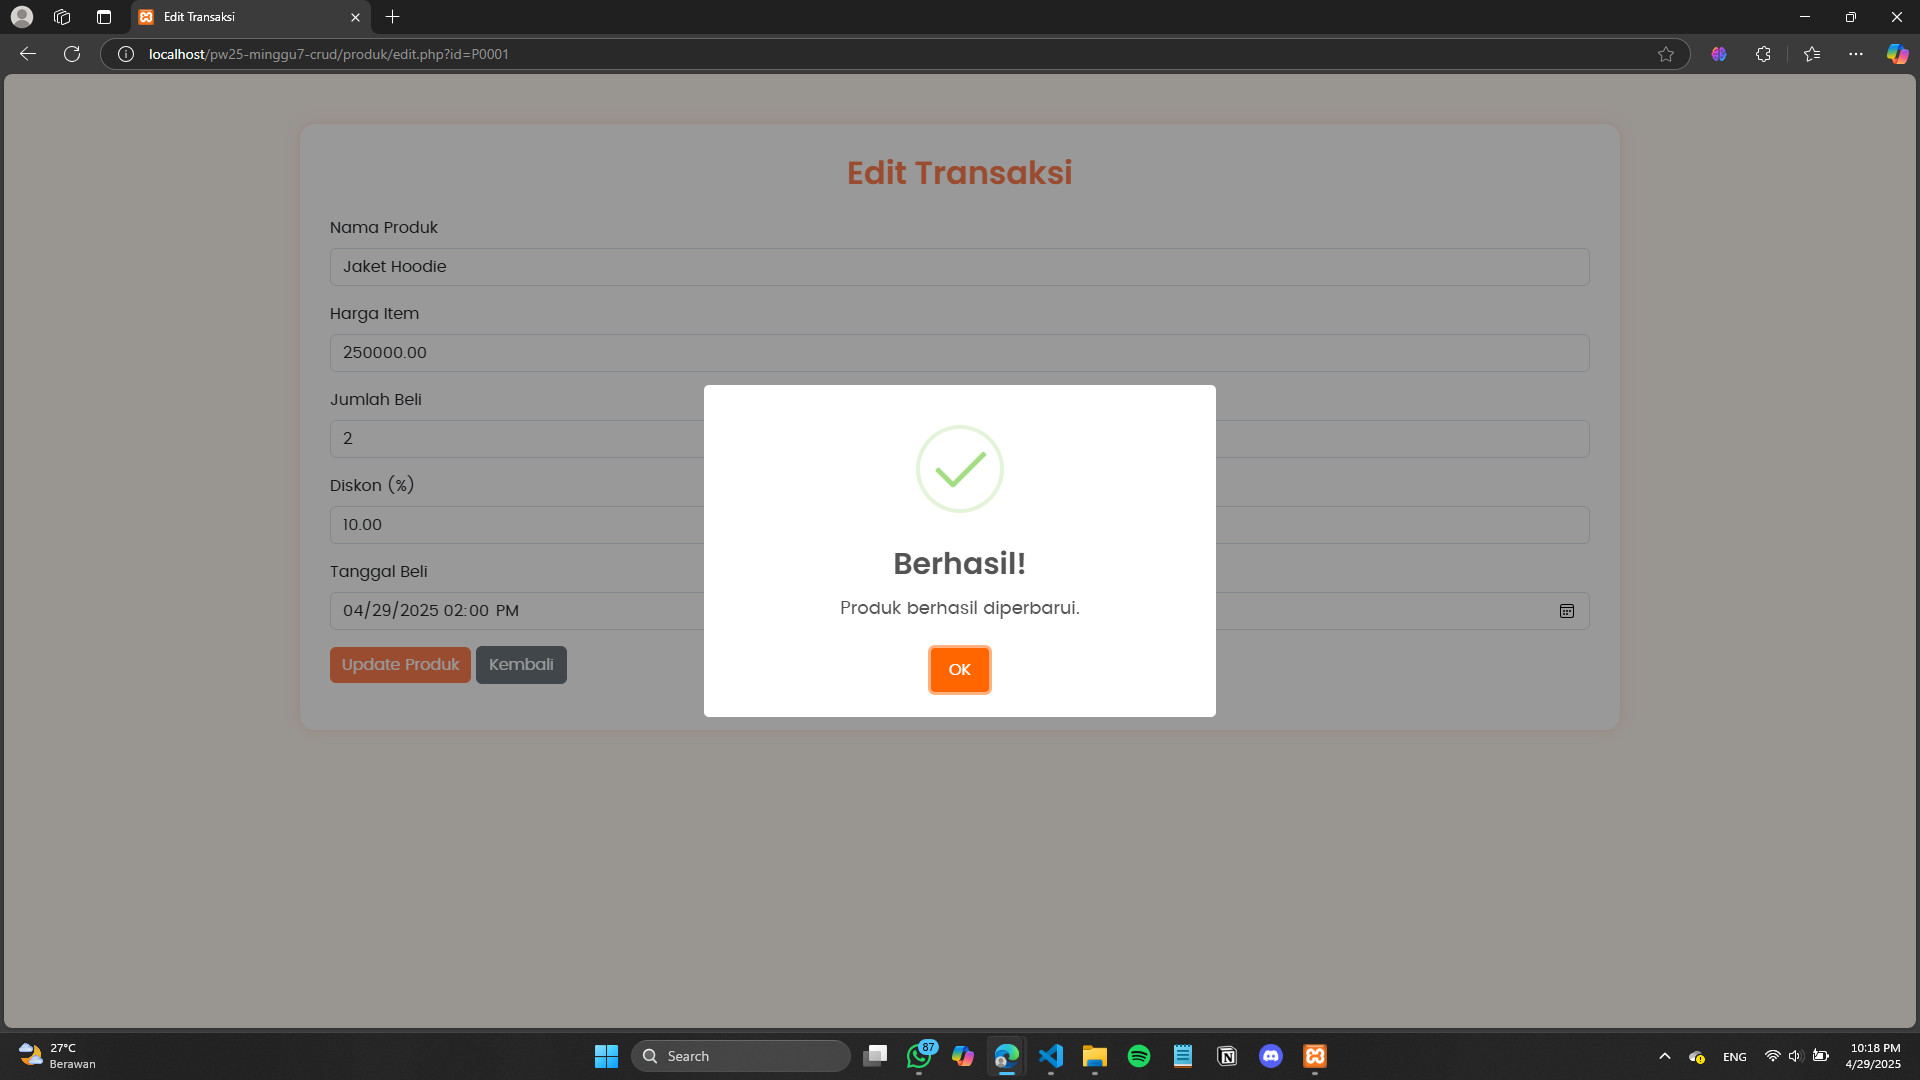 Edit Transaksi
localhost/pw25-minggu7-crud/produk/edit.php?id=P0001
Edit Transaksi
Nama Produk
Jaket Hoodie
Harga Item
250000.00
Jumlah Beli
2
Diskon (%)
10.00
Tanggal Beli
04/29/2025 02:00 PM
Update Produk
Kembali
Berhasil!
Produk berhasil diperbarui.
OK
27°C
Berawan
Search
87
ENG
10:18 PM
4/29/2025